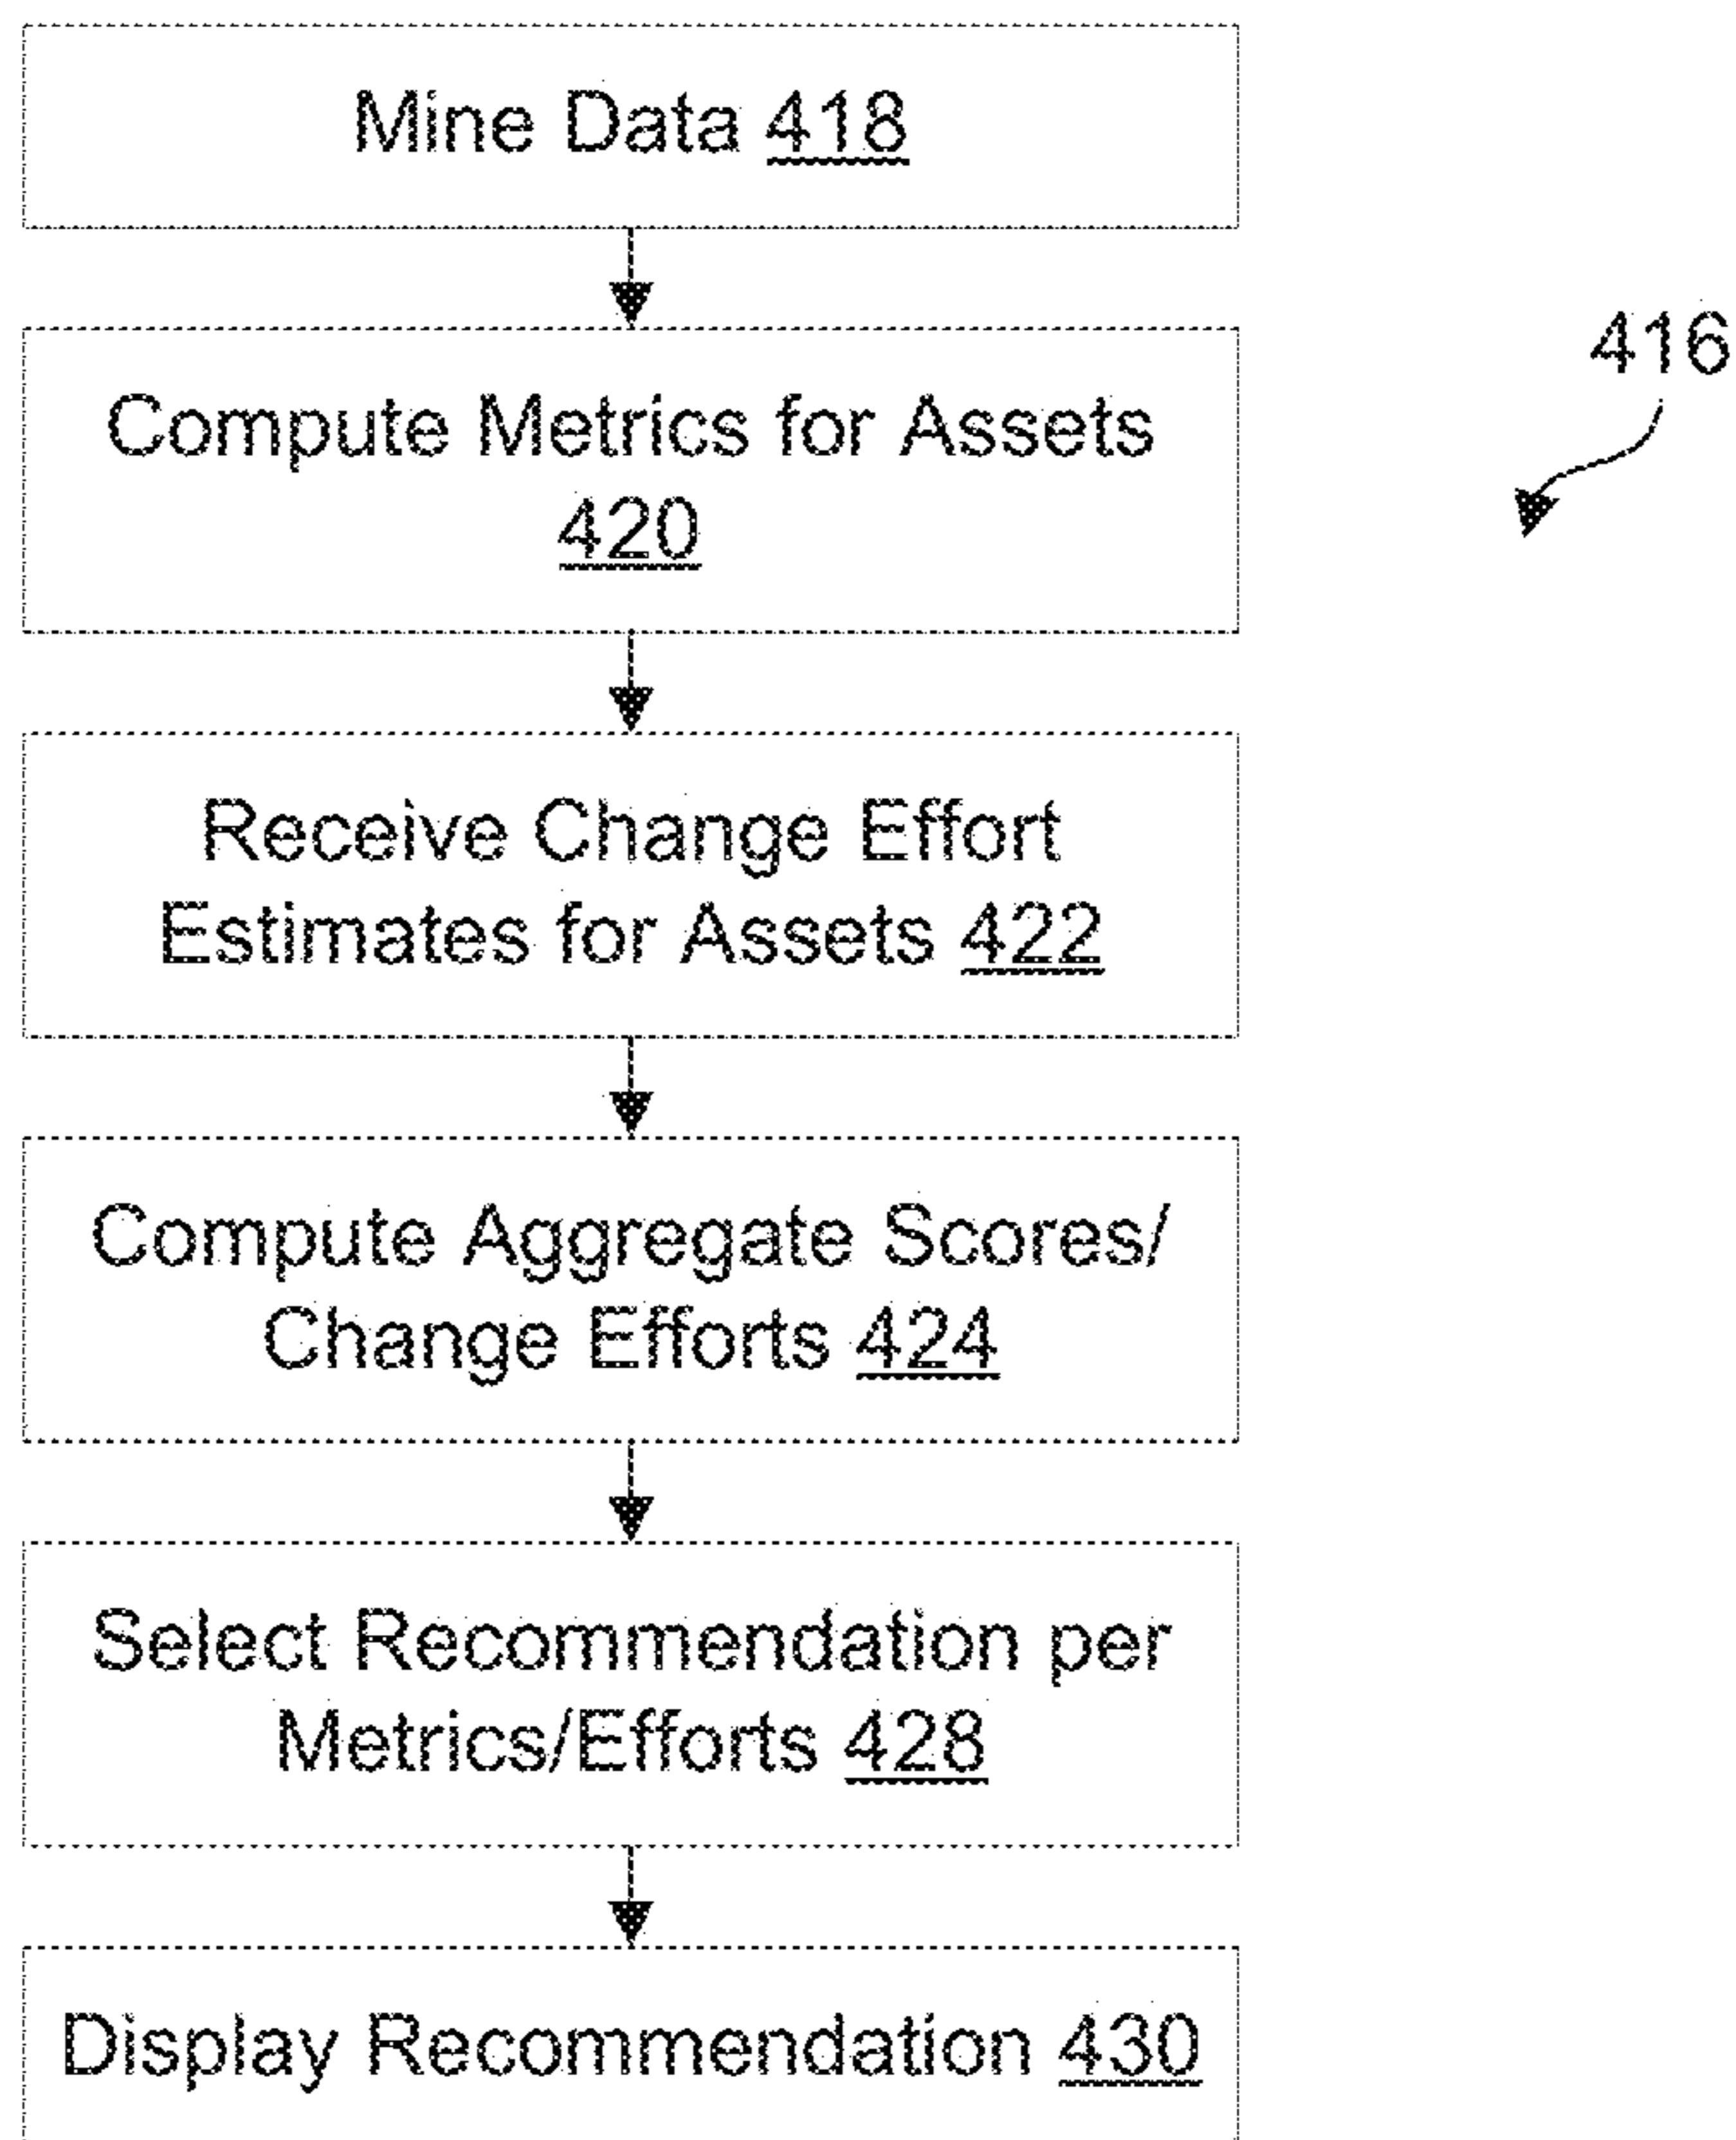 Mine Data 418
Compute Metrics for Assets
420
416
Receive Change Effort
Estimates for Assets 422
Compute Aggregate Scores/
Change Efforts 424
Select Recommendation per
Metrics/Efforts 428
Display Recommendation 430